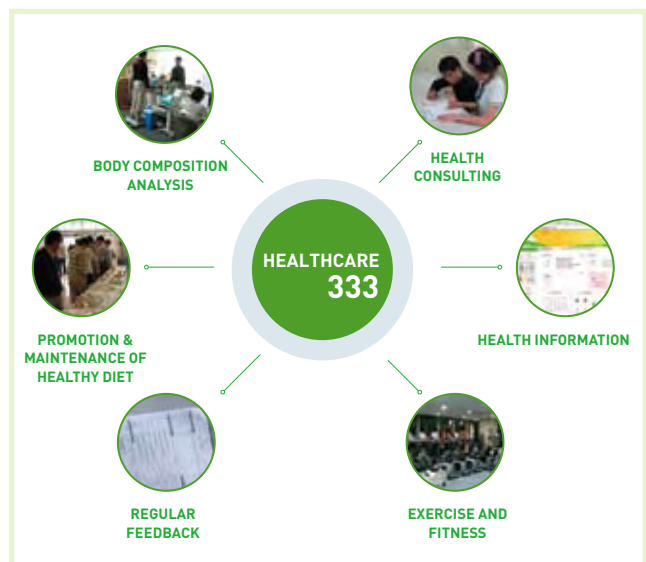 BODY COMPOSITION
ANALYSIS
HEALTH
CONSULTING
HEALTHCARE
333
PROMOTION &
MAINTENANCE OF
HEALTHY DIET
HEALTH INFORMATION
REGULAR
FEEDBACK
EXERCISE AND
FITNESS